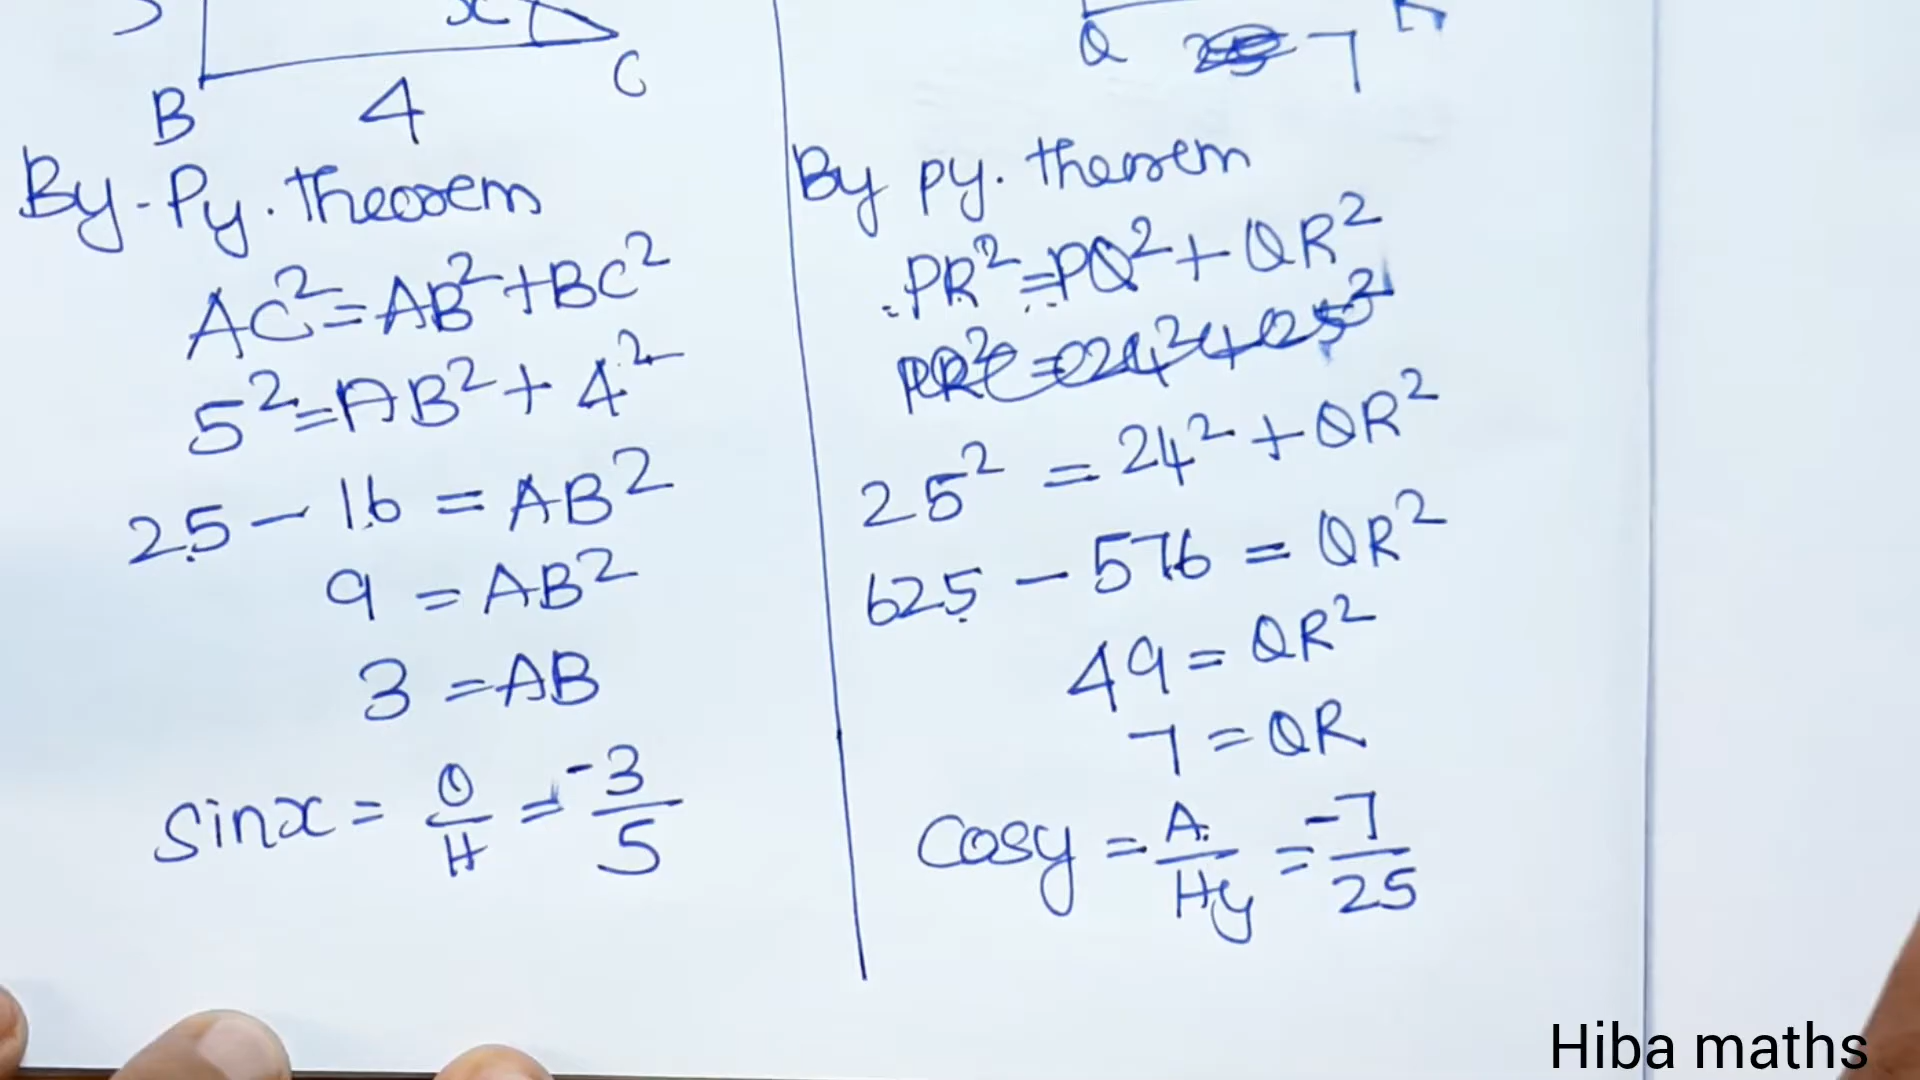 x
B 4 C
By - Py. theorem
AC² = AB² + BC²
5² = AB² + 4²
25 - 16 = AB²
9 = AB²
3 = AB
sinx = O/H = -3/5
Q 7
By py. theorem
PR² = PQ² + QR²
25² = 24² + QR²
625 - 576 = QR²
49 = QR²
7 = QR
Cosy = A/Hy = -7/25
Hiba maths